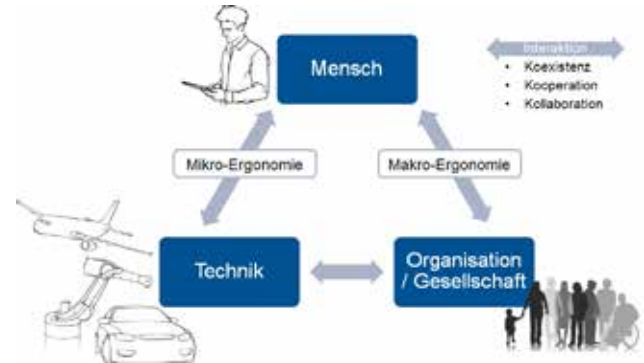 Mensch
Interaktion
• Koexistenz
• Kooperation
• Kollaboration
Mikro-Ergonomie
Makro-Ergonomie
Technik
Organisation
/ Gesellschaft